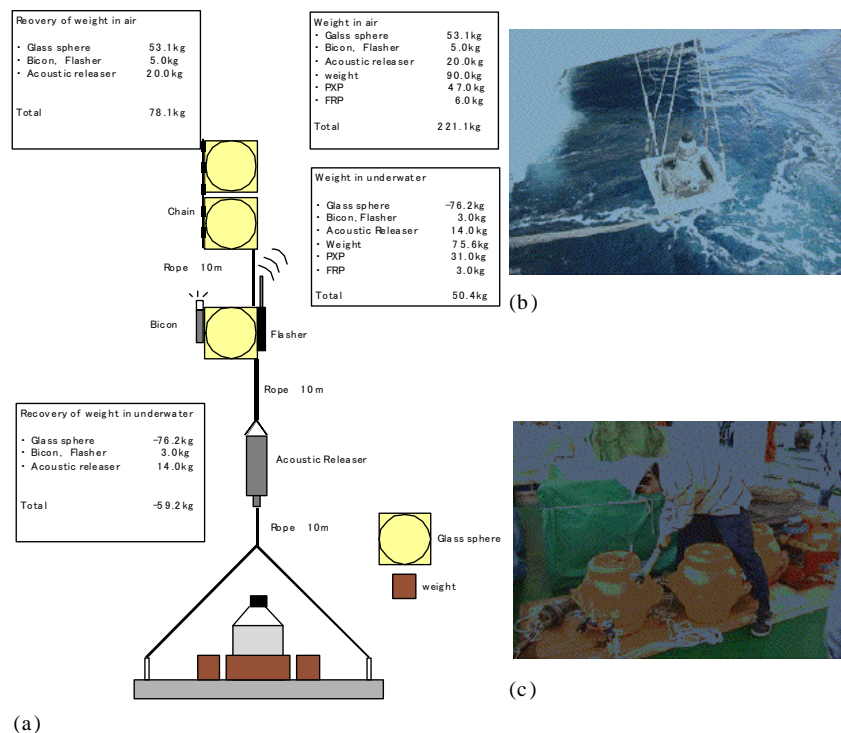 Reovery of weight in air
・ Glass sphere 53.1kg
・ Bicon, Flasher 5.0kg
・ Acoustic releaser 20.0kg
Total 78.1kg
Weight in air
・ Galss sphere 53.1kg
・ Bicon, Flasher 5.0kg
・ Acoustic releaser 20.0kg
・ weight 90.0kg
・ PXP 47.0kg
・ FRP 6.0kg
Total 221.1kg
Weight in underwater
・ Glass sphere -76.2kg
・ Bicon, Flasher 3.0kg
・ Acoustic Releaser 14.0kg
・ Weight 75.6kg
・ PXP 31.0kg
・ FRP 3.0kg
Total 50.4kg
(b)
Chain
Rope 10m
Bicon
Flasher
Rope 10m
Recovery of weight in underwater
・ Glass sphere -76.2kg
・ Bicon, Flasher 3.0kg
・ Acoustic releaser 14.0kg
Total -59.2kg
Acoustic Releaser
Rope 10m
Glass sphere
weight
(c)
(a)